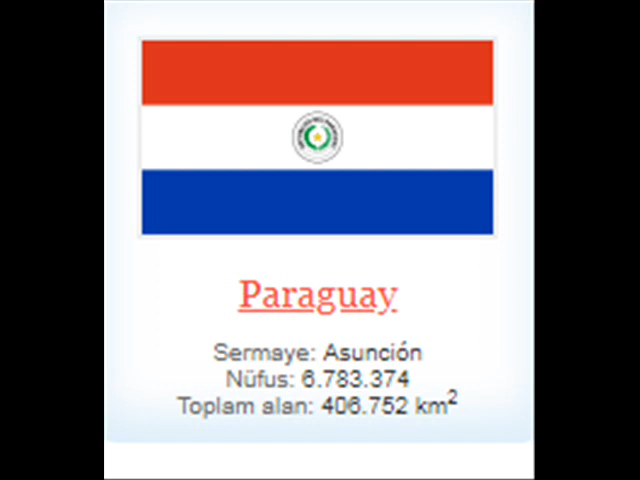 Paraguay
Sermaye: Asunción
Nüfus: 6.783.374
Toplam alan: 406.752 km²